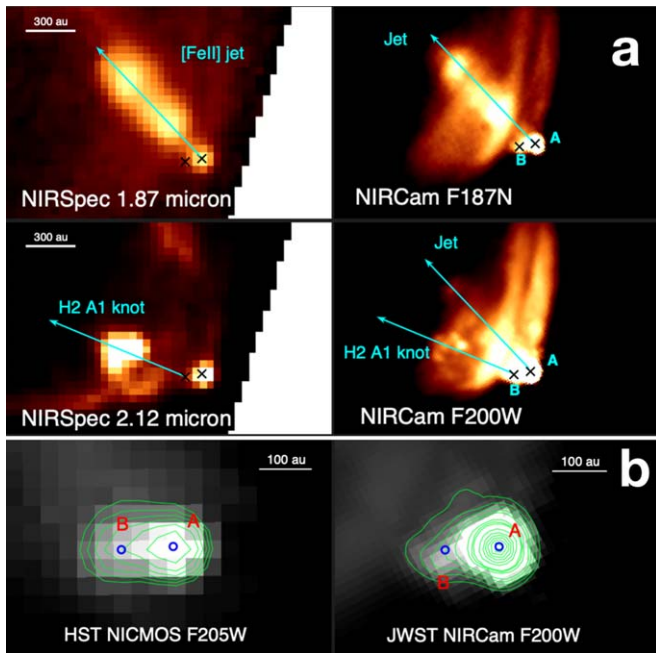 300 au
[FeII] jet
NIRSpec 1.87 micron
Jet
a
A
B
NIRCam F187N
300 au
H2 A1 knot
NIRSpec 2.12 micron
Jet
H2 A1 knot
A
B
NIRCam F200W
100 au
B
A
HST NICMOS F205W
100 au
b
A
B
JWST NIRCam F200W